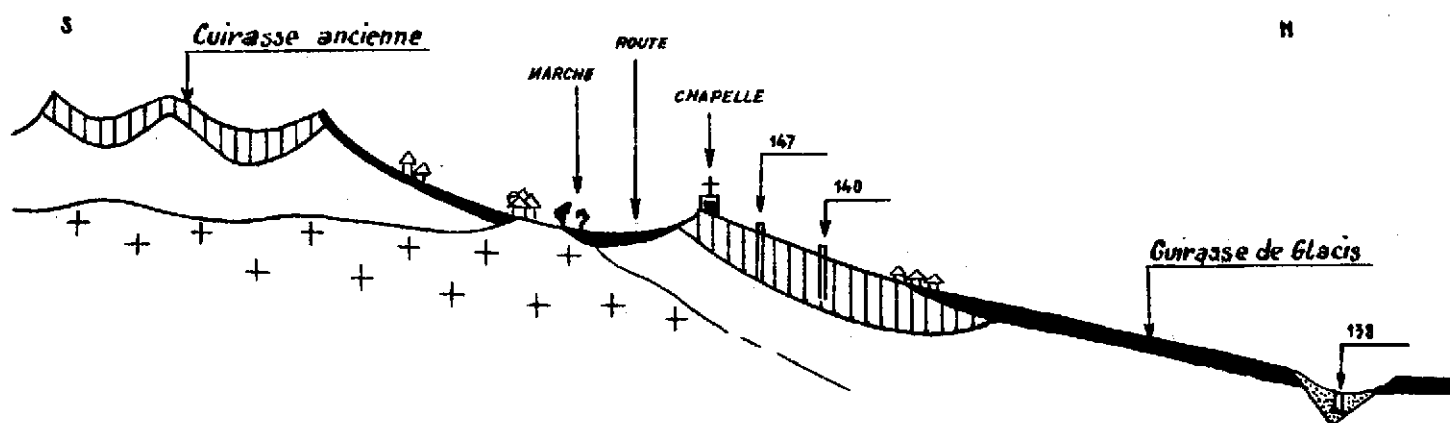 S
N
Cuirasse ancienne
ROUTE
MARCHE
CHAPELLE
147
140
Cuirasse de Glacis
138